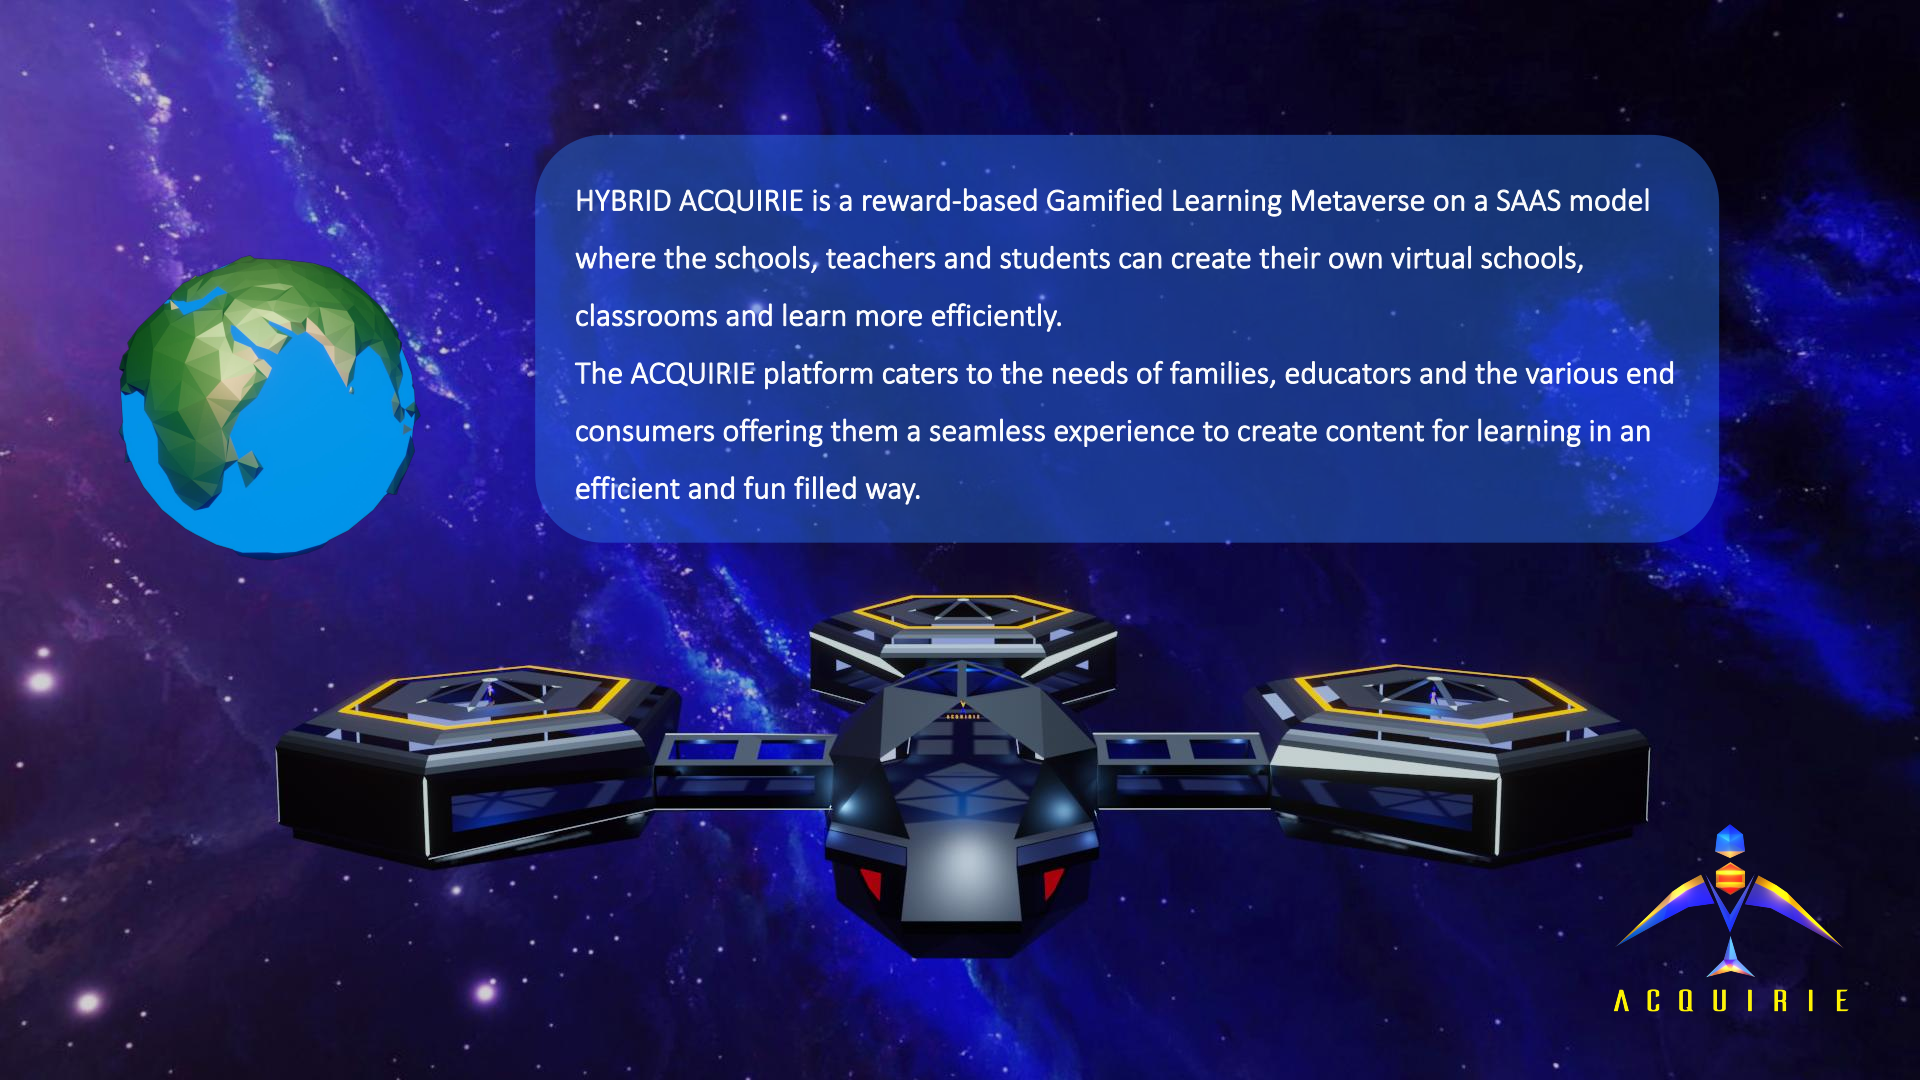 HYBRID ACQUIRIE is a reward-based Gamified Learning Metaverse on a SAAS model
where the schools, teachers and students can create their own virtual schools,
classrooms and learn more efficiently.
The ACQUIRIE platform caters to the needs of families, educators and the various end
consumers offering them a seamless experience to create content for learning in an
efficient and fun filled way.
ACQUIRIE
ACQUIRIE